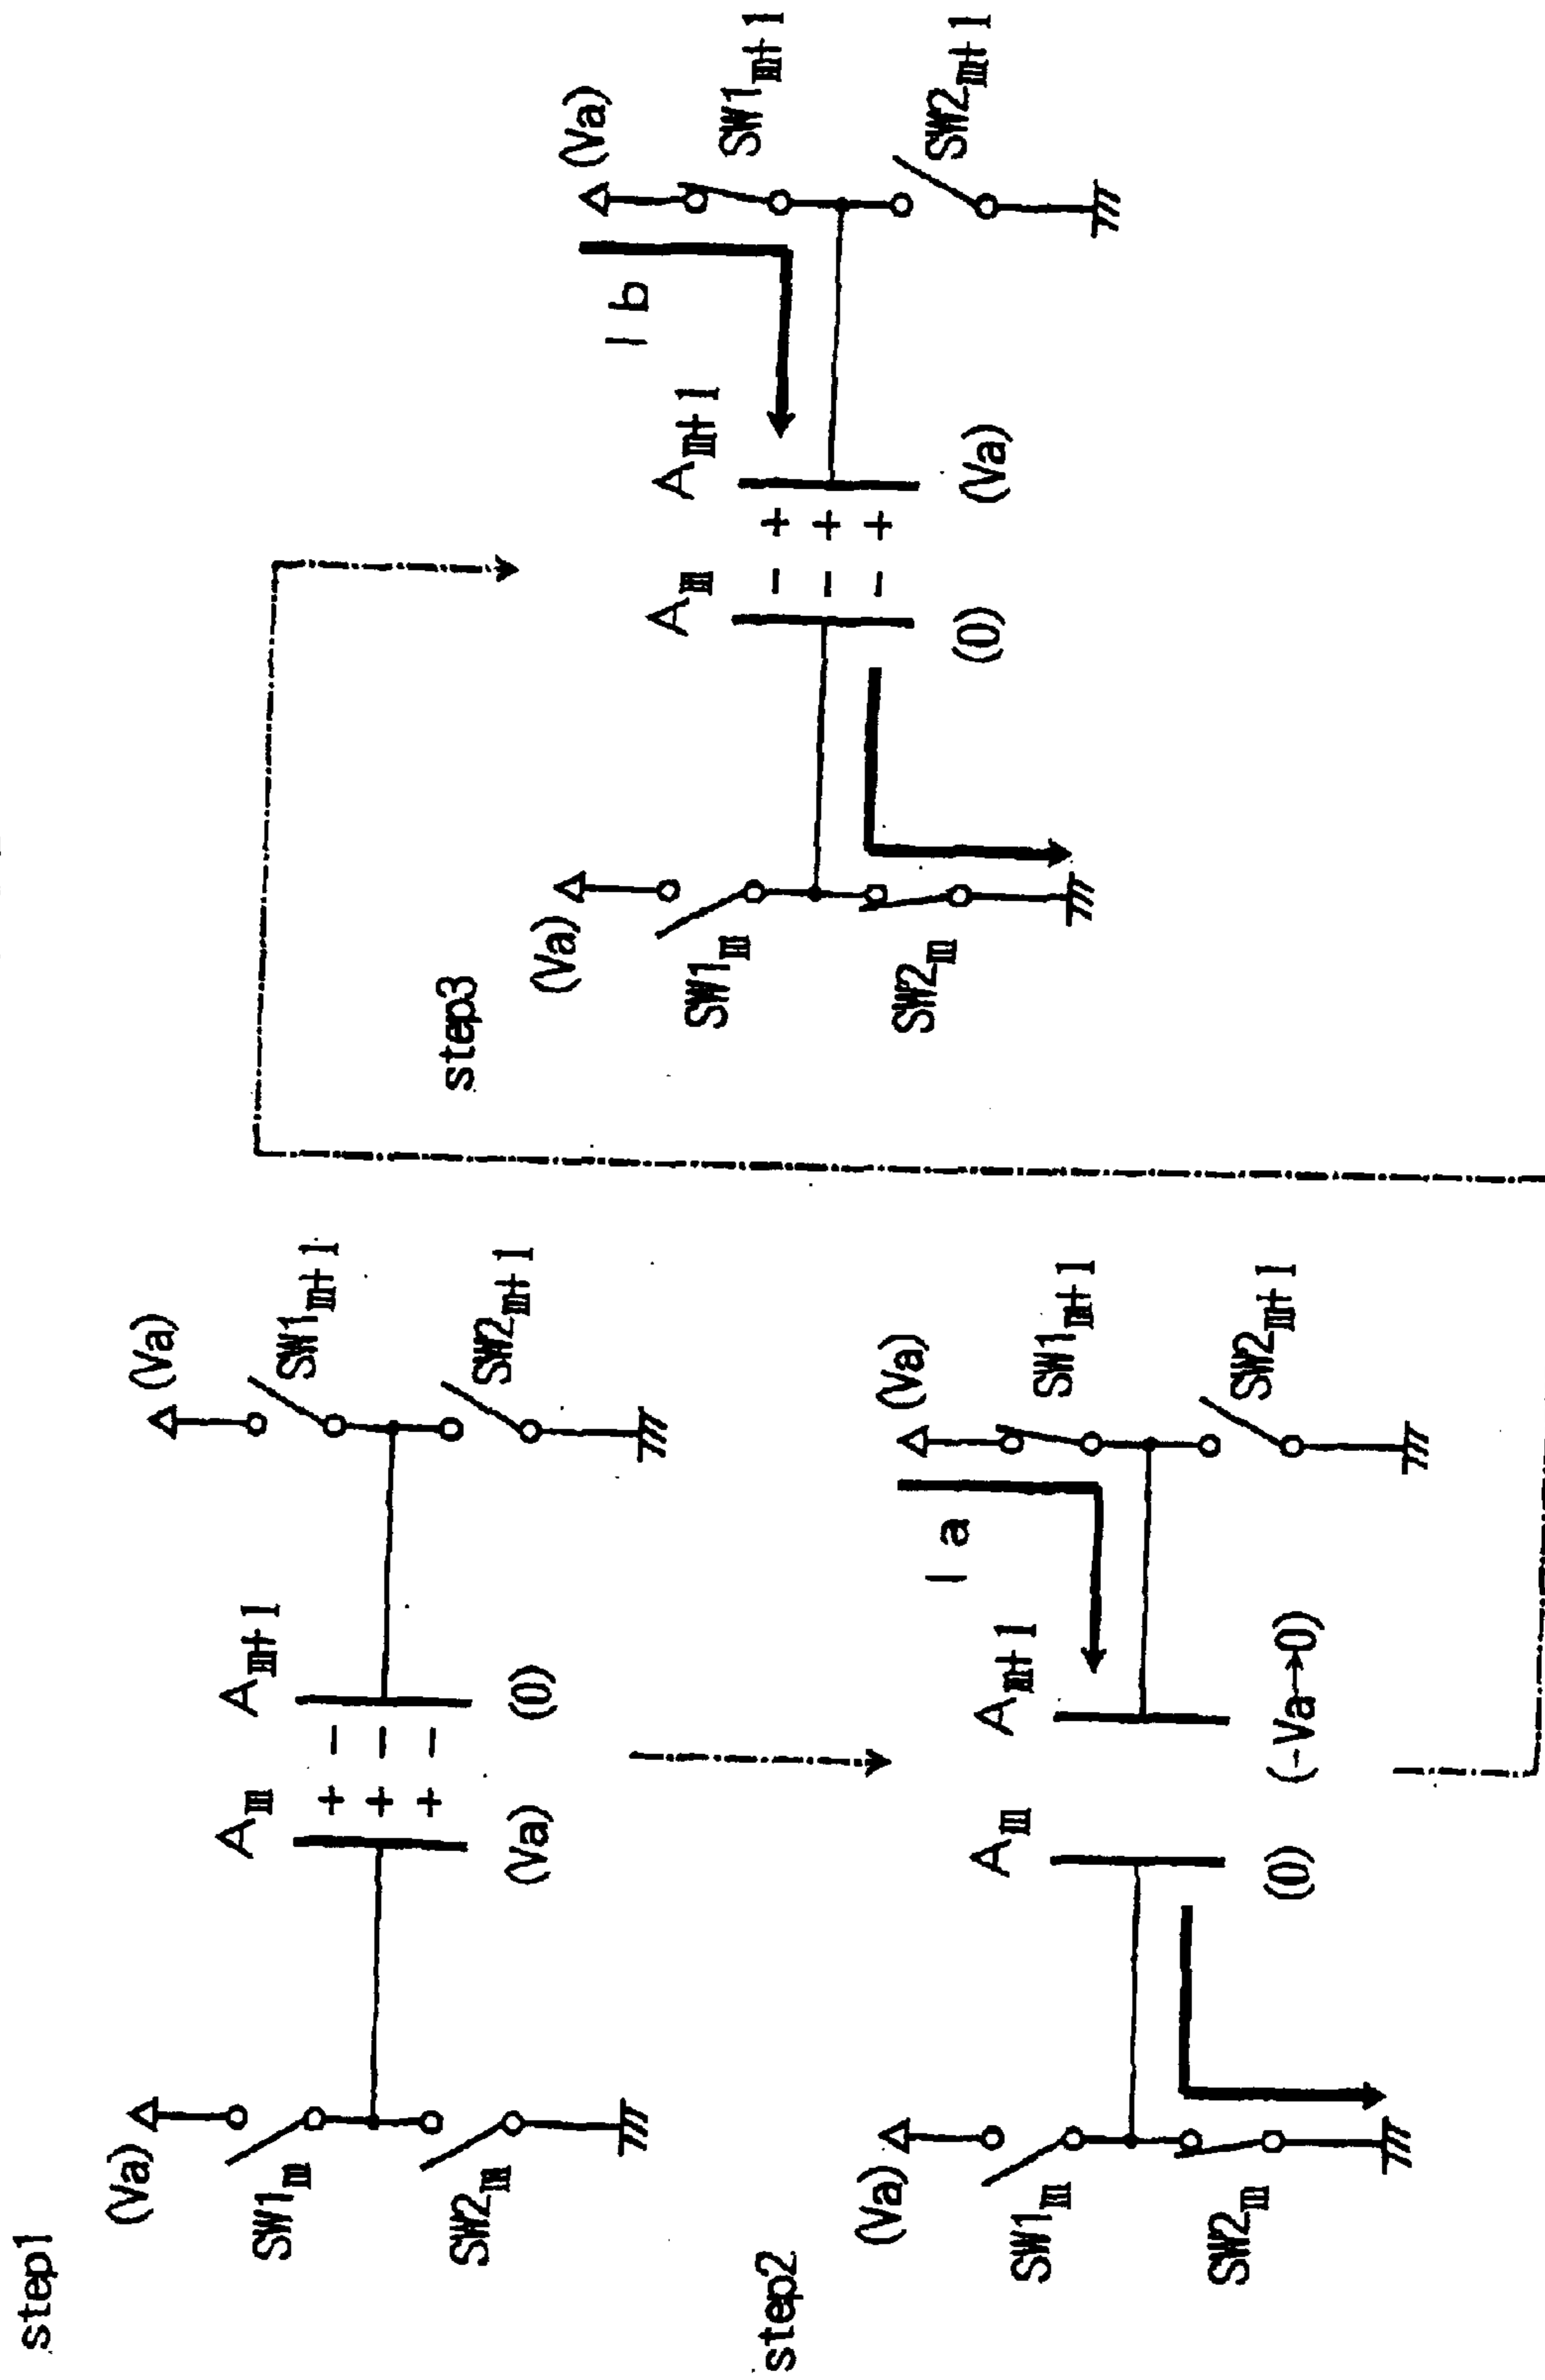 step1
(Va) (Va)
SW1m Am Am+1 SW1m+1
+ −
+ −
+ −
SW2m (Va) (0) SW2m+1
step2
(Va) (Va)
I a
SW1m Am Am+1 SW1m+1
SW2m (0) (-Va→0) SW2m+1
step3
(Va) (Va)
I b
SW1m Am Am+1 SW1m+1
− +
− +
− +
SW2m (0) (Va) SW2m+1